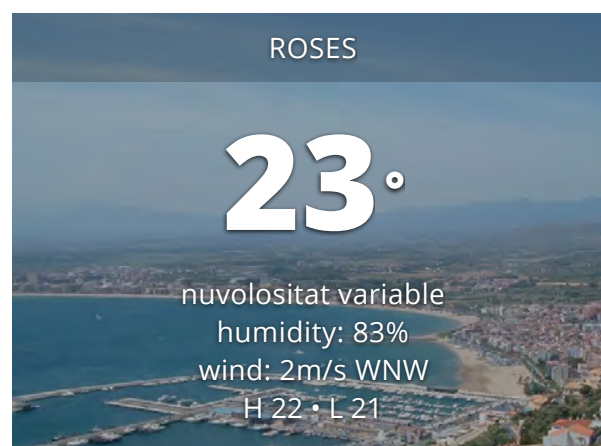 ROSES
23°
nuvolositat variable
humidity: 83%
wind: 2m/s WNW
H 22 • L 21